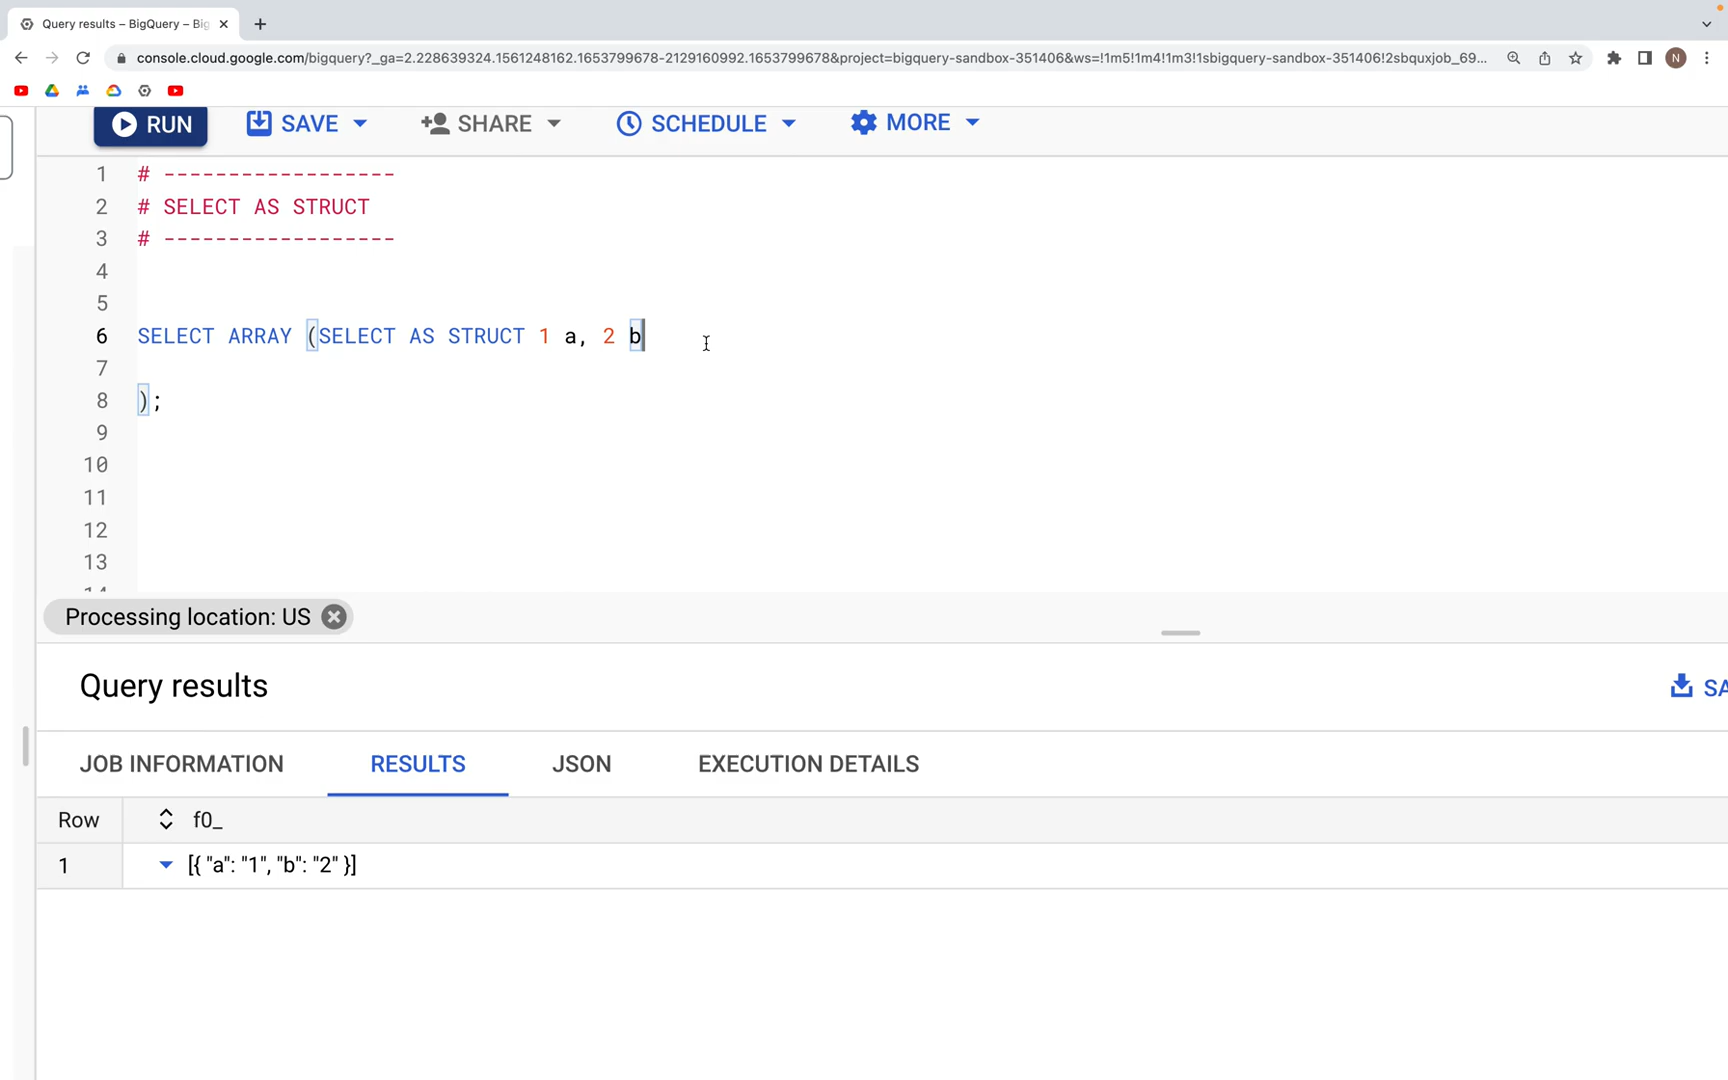 Query results – BigQuery – Big
console.cloud.google.com/bigquery?_ga=2.228639324.1561248162.1653799678-2129160992.1653799678&project=bigquery-sandbox-351406&ws=!1m5!1m4!1m3!1sbigquery-sandbox-351406!2sbquxjob_69...
N
RUN SAVE SHARE SCHEDULE MORE
1 # ------------------
2 # SELECT AS STRUCT
3 # ------------------
4
5
6 SELECT ARRAY (SELECT AS STRUCT 1 a, 2 b
7
8 );
9
10
11
12
13
14
Processing location: US
Query results
SA
JOB INFORMATION RESULTS JSON EXECUTION DETAILS
Row f0_
1 [{ "a": "1", "b": "2" }]